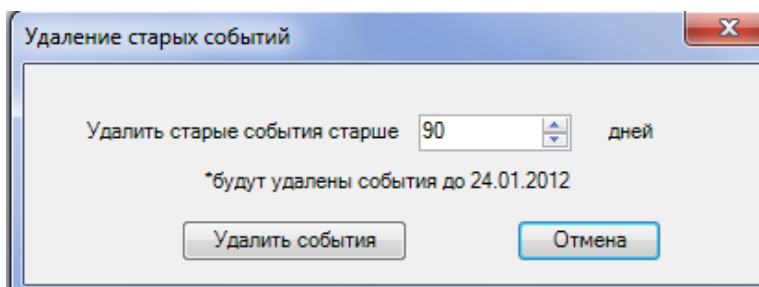 Удаление старых событий
Удалить старые события старше 90 дней
*будут удалены события до 24.01.2012
Удалить события Отмена